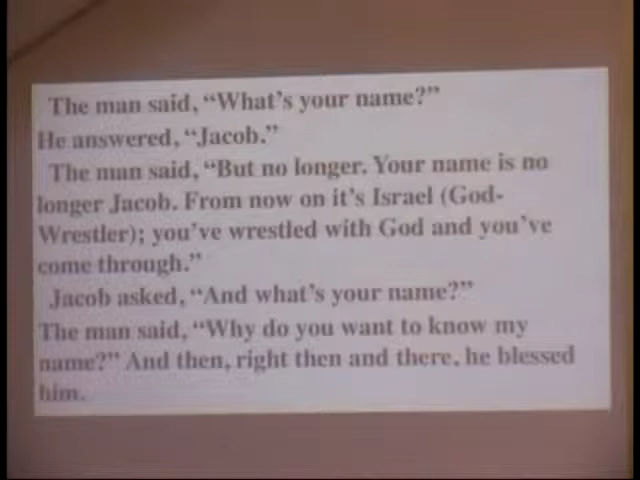 The man said, “What’s your name?”
He answered, “Jacob.”
The man said, “But no longer. Your name is no
longer Jacob. From now on it’s Israel (God-
Wrestler); you’ve wrestled with God and you’ve
come through.”
Jacob asked, “And what’s your name?”
The man said, “Why do you want to know my
name?” And then, right then and there, he blessed
him.